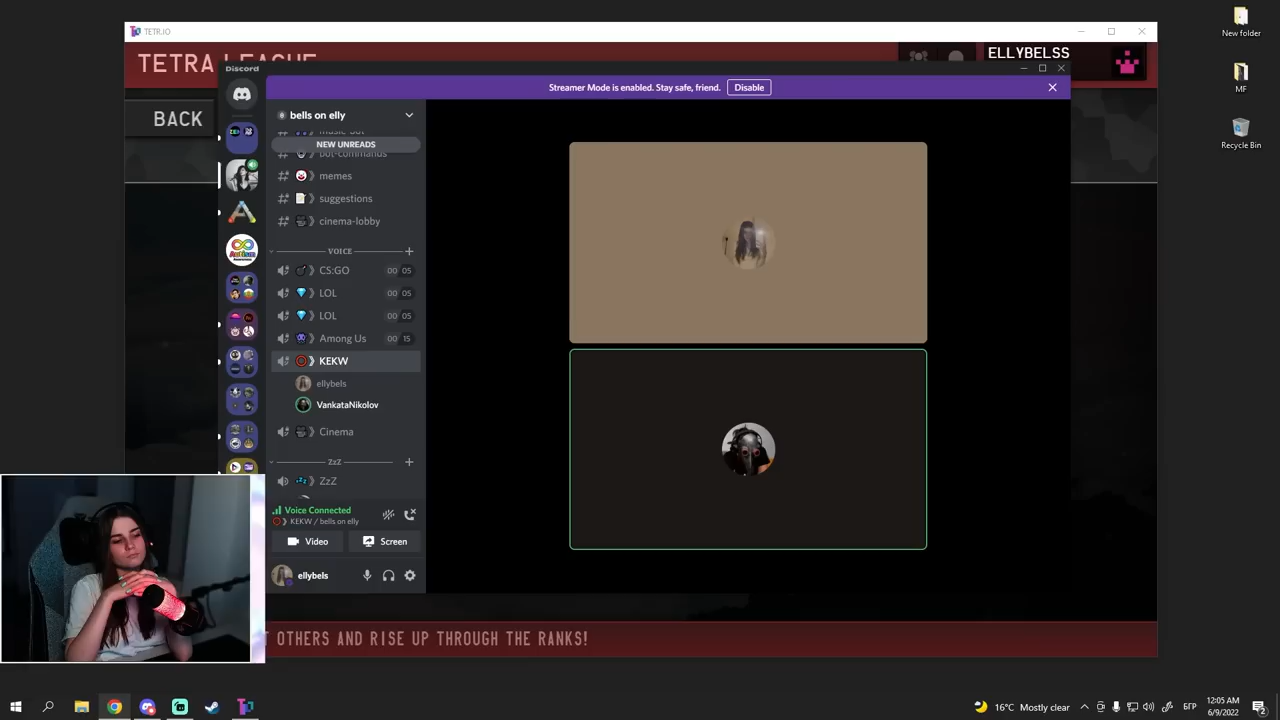 TETR.IO
TETRA LEAGUE
ELLYBELSS
BACK
Discord
Streamer Mode is enabled. Stay safe, friend.
Disable
bells on elly
NEW UNREADS
bot-commands
memes
suggestions
cinema-lobby
VOICE
CS:GO 00 05
LOL 00 05
LOL 00 05
Among Us 00 15
KEKW
ellybels
VankataNikolov
Cinema
ZzZ
ZzZ
Voice Connected
KEKW / bells on elly
Video
Screen
ellybels
OTHERS AND RISE UP THROUGH THE RANKS!
New folder
MF
Recycle Bin
16°C Mostly clear
БГР
12:05 AM
6/9/2022